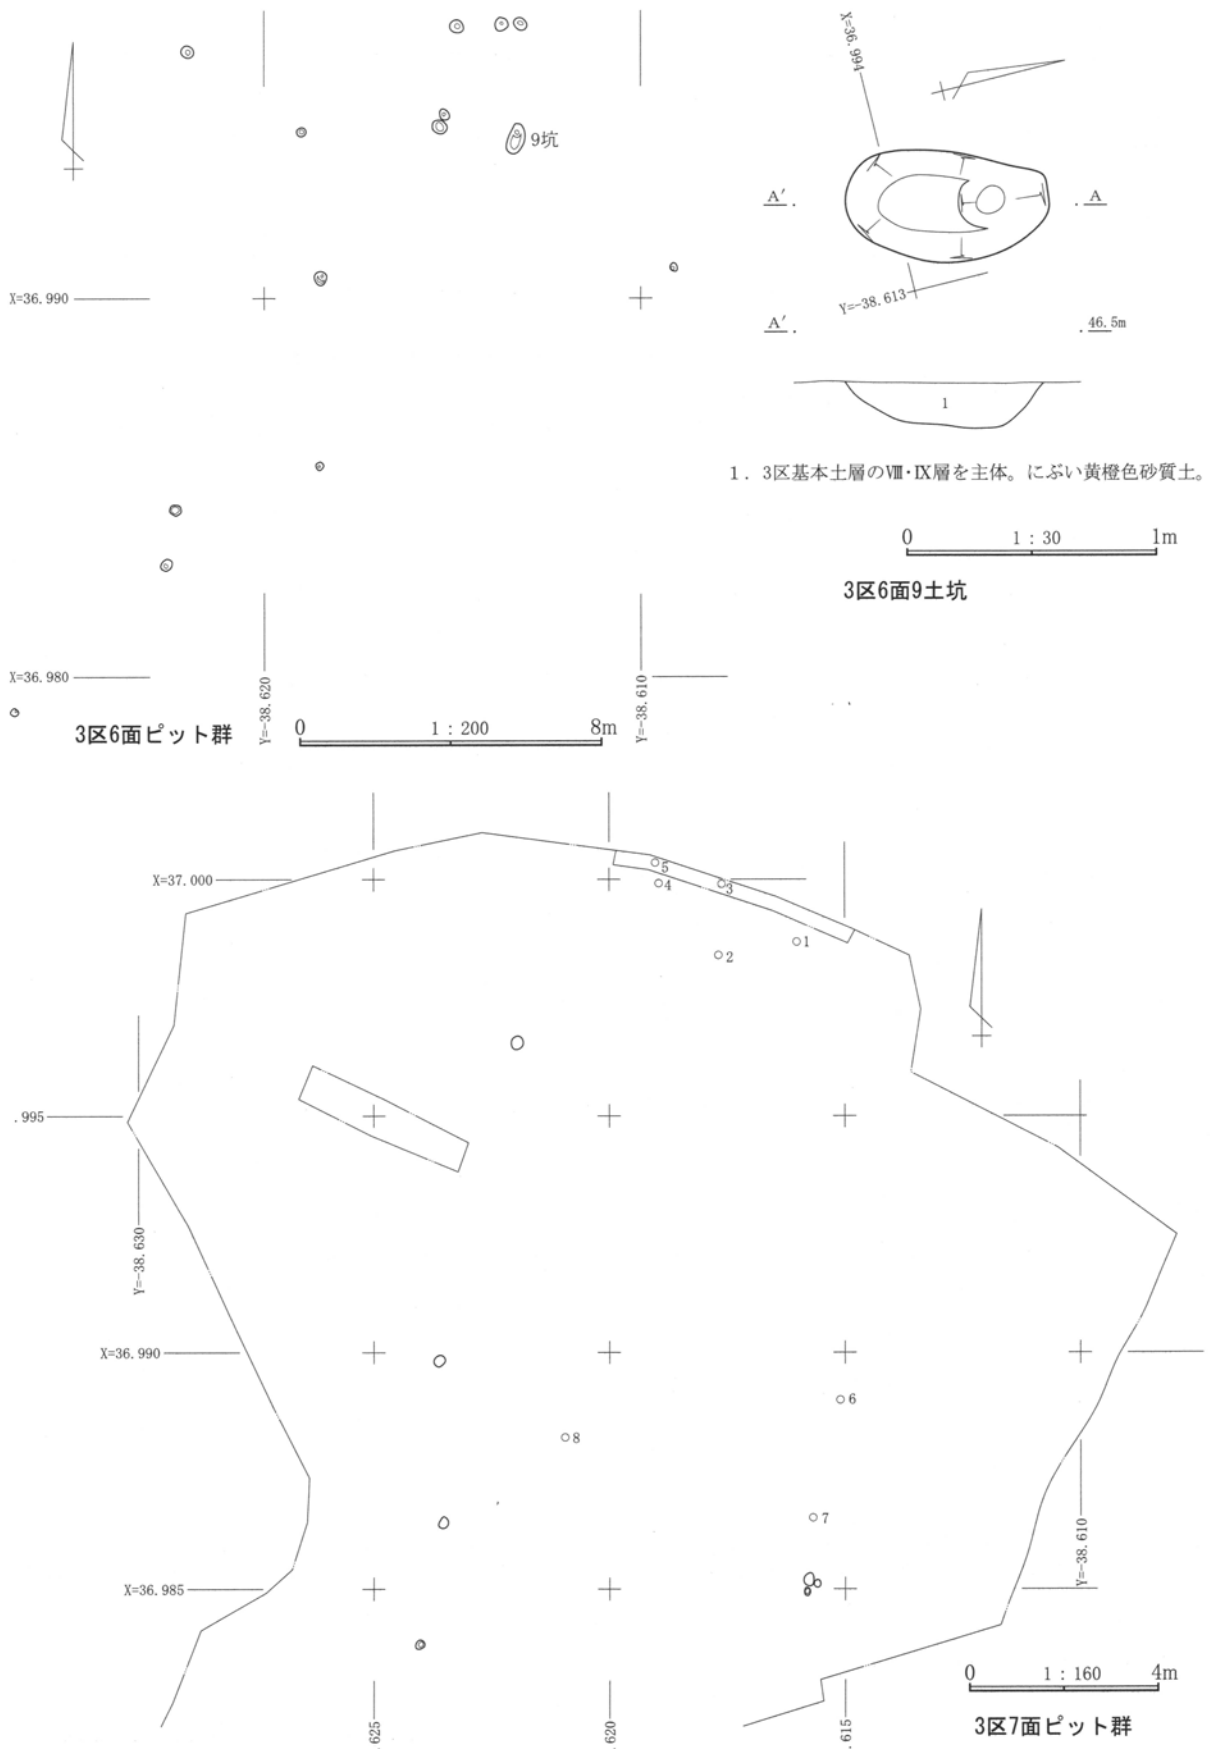 9坑
X=36.990
X=36.980
Y=-38.620
Y=-38.610
3区6面ピット群
0 1 : 200 8m
X=36.994
A′ A
Y=-38.613
A′ 46.5m
1
1. 3区基本土層のⅧ・Ⅸ層を主体。にぶい黄橙色砂質土。
0 1 : 30 1m
3区6面9土坑
X=37.000
5
4
3
1
2
.995
Y=-38.630
X=36.990
6
8
7
Y=-38.610
X=36.985
.625
.620
.615
0 1 : 160 4m
3区7面ピット群